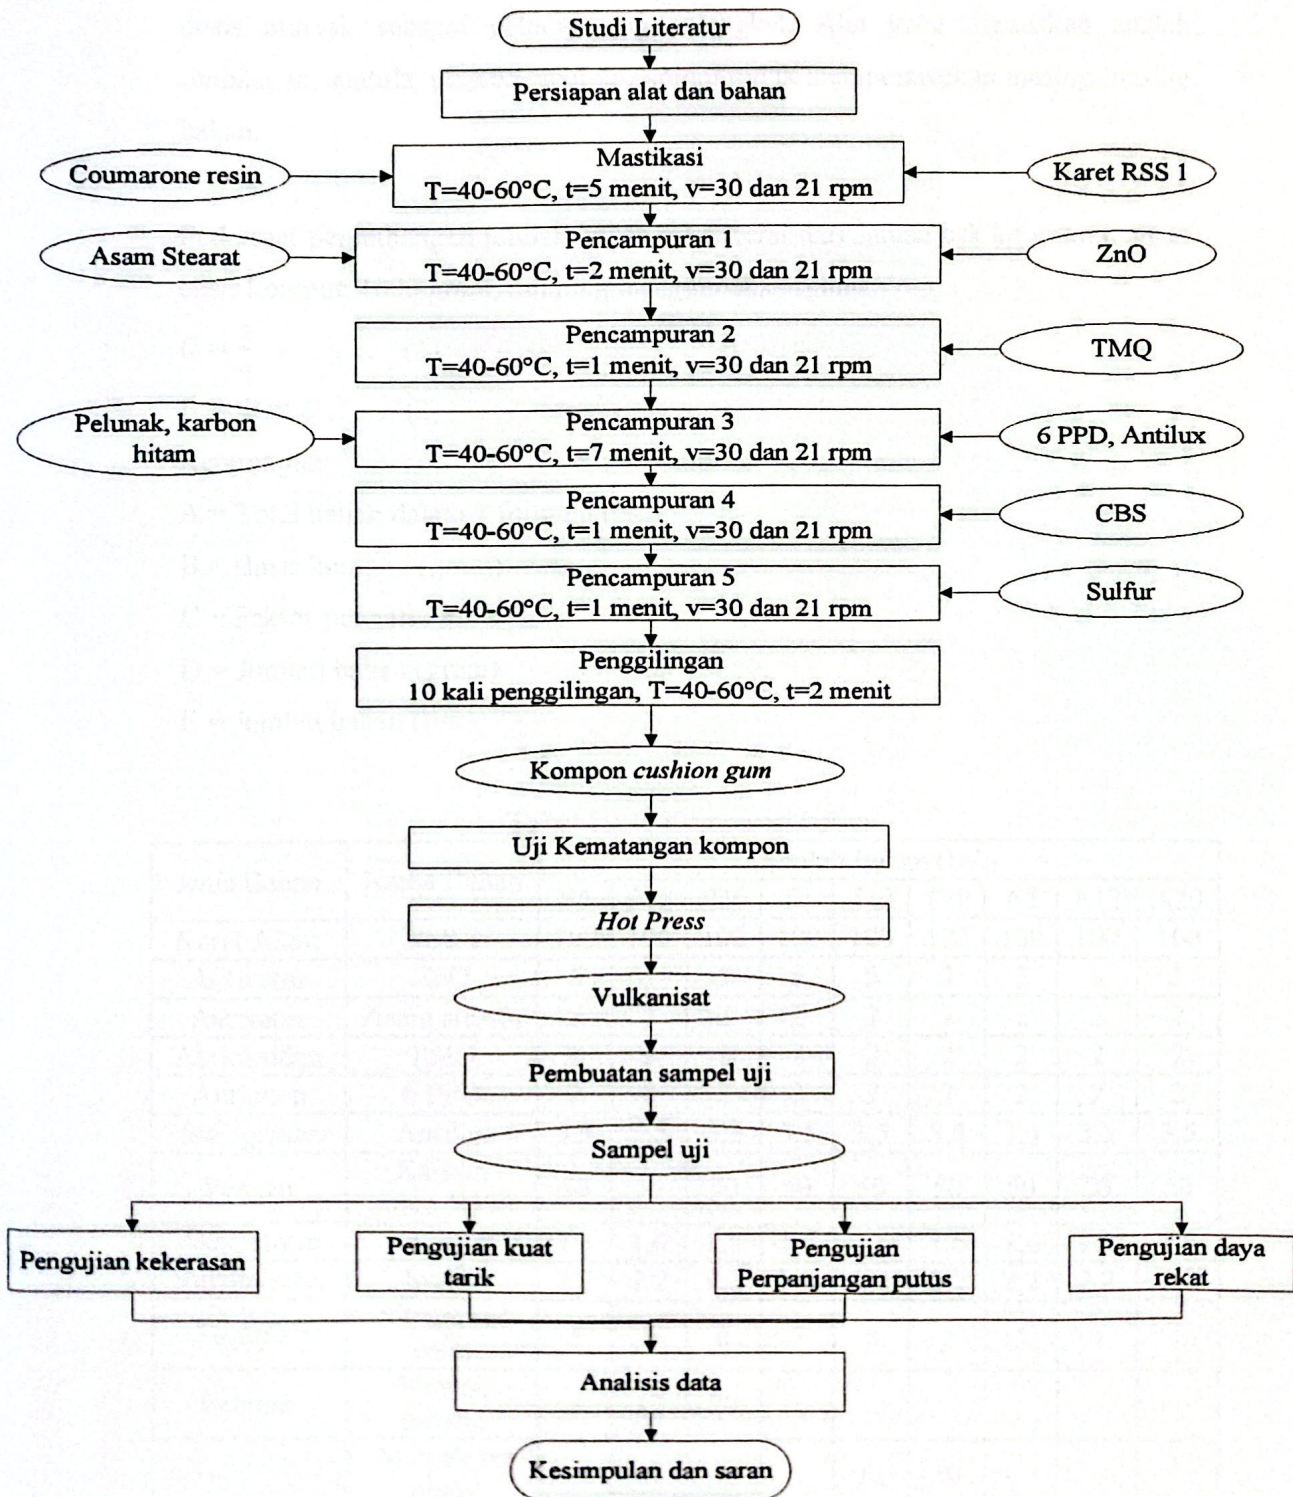 Studi Literatur
Persiapan alat dan bahan
Coumarone resin
Mastikasi
T=40-60°C, t=5 menit, v=30 dan 21 rpm
Karet RSS 1
Asam Stearat
Pencampuran 1
T=40-60°C, t=2 menit, v=30 dan 21 rpm
ZnO
Pencampuran 2
T=40-60°C, t=1 menit, v=30 dan 21 rpm
TMQ
Pelunak, karbon
hitam
Pencampuran 3
T=40-60°C, t=7 menit, v=30 dan 21 rpm
6 PPD, Antilux
Pencampuran 4
T=40-60°C, t=1 menit, v=30 dan 21 rpm
CBS
Pencampuran 5
T=40-60°C, t=1 menit, v=30 dan 21 rpm
Sulfur
Penggilingan
10 kali penggilingan, T=40-60°C, t=2 menit
Kompon cushion gum
Uji Kematangan kompon
Hot Press
Vulkanisat
Pembuatan sampel uji
Sampel uji
Pengujian kekerasan
Pengujian kuat
tarik
Pengujian
Perpanjangan putus
Pengujian daya
rekat
Analisis data
Kesimpulan dan saran